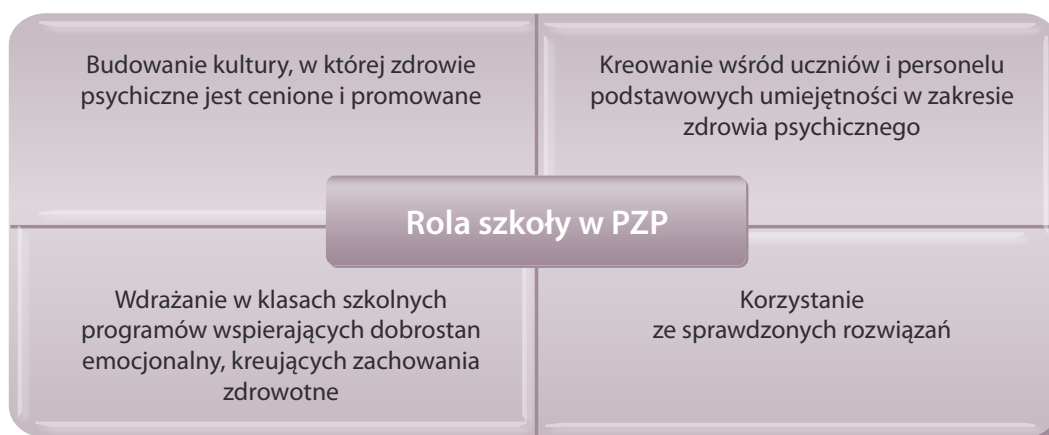 Budowanie kultury, w której zdrowie
psychiczne jest cenione i promowane
Kreowanie wśród uczniów i personelu
podstawowych umiejętności w zakresie
zdrowia psychicznego
Rola szkoły w PZP
Wdrażanie w klasach szkolnych
programów wspierających dobrostan
emocjonalny, kreujących zachowania
zdrowotne
Korzystanie
ze sprawdzonych rozwiązań